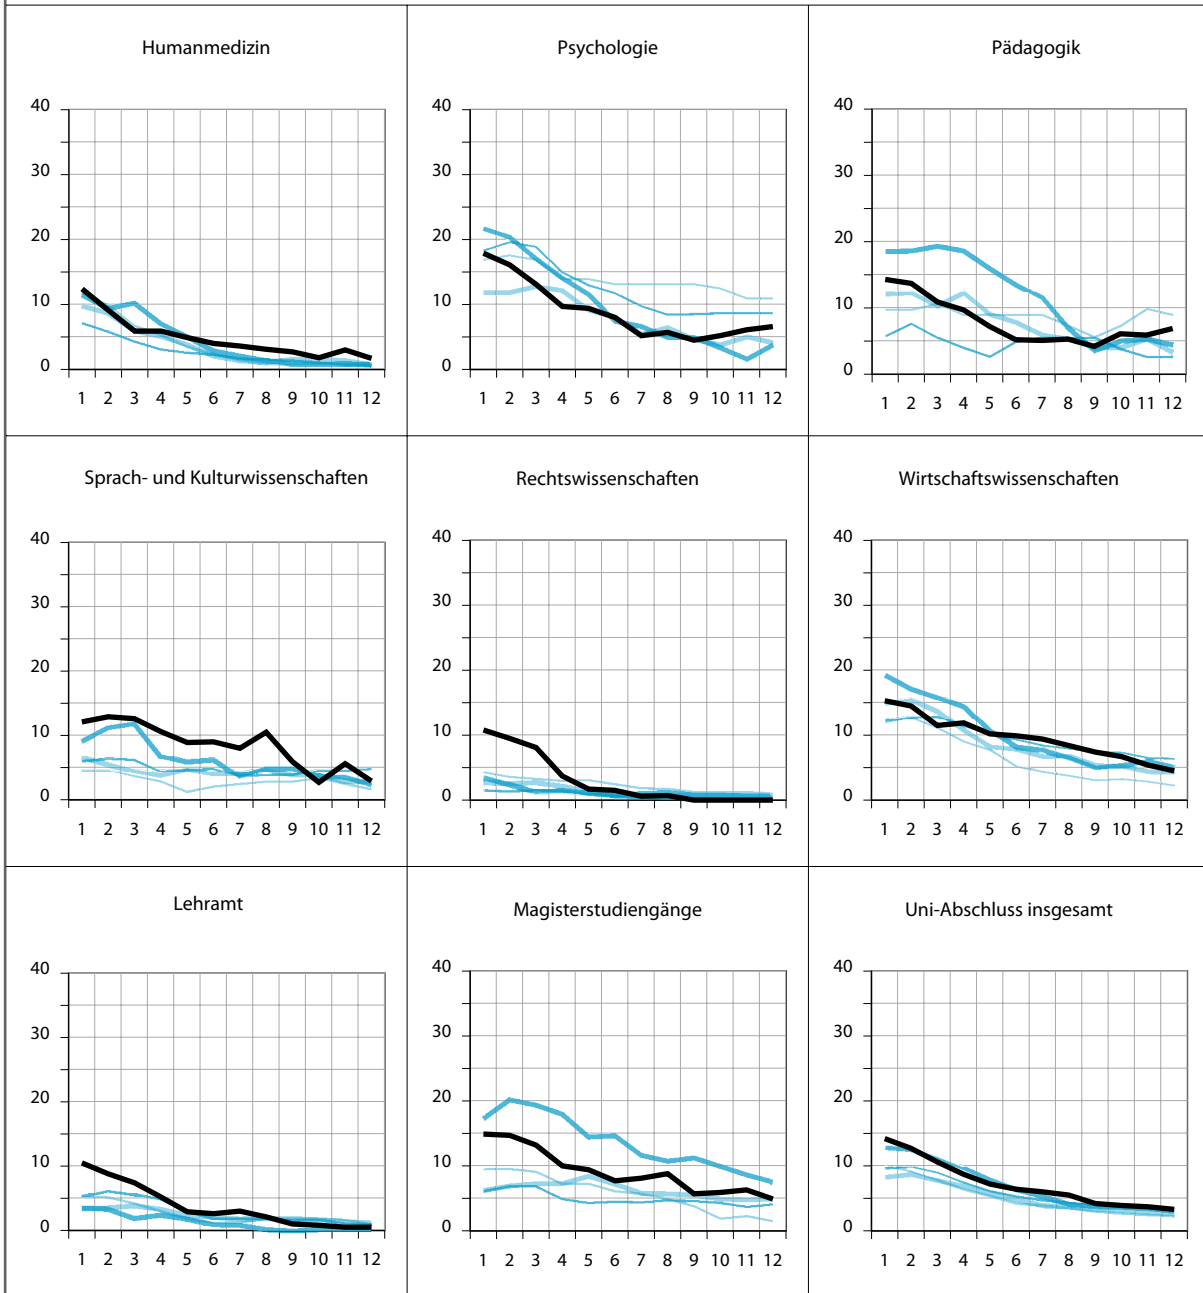 Humanmedizin
40
30
20
10
0
1 2 3 4 5 6 7 8 9 10 11 12
Psychologie
40
30
20
10
0
1 2 3 4 5 6 7 8 9 10 11 12
Pädagogik
40
30
20
10
0
1 2 3 4 5 6 7 8 9 10 11 12
Sprach- und Kulturwissenschaften
40
30
20
10
0
1 2 3 4 5 6 7 8 9 10 11 12
Rechtswissenschaften
40
30
20
10
0
1 2 3 4 5 6 7 8 9 10 11 12
Wirtschaftswissenschaften
40
30
20
10
0
1 2 3 4 5 6 7 8 9 10 11 12
Lehramt
40
30
20
10
0
1 2 3 4 5 6 7 8 9 10 11 12
Magisterstudiengänge
40
30
20
10
0
1 2 3 4 5 6 7 8 9 10 11 12
Uni-Abschluss insgesamt
40
30
20
10
0
1 2 3 4 5 6 7 8 9 10 11 12